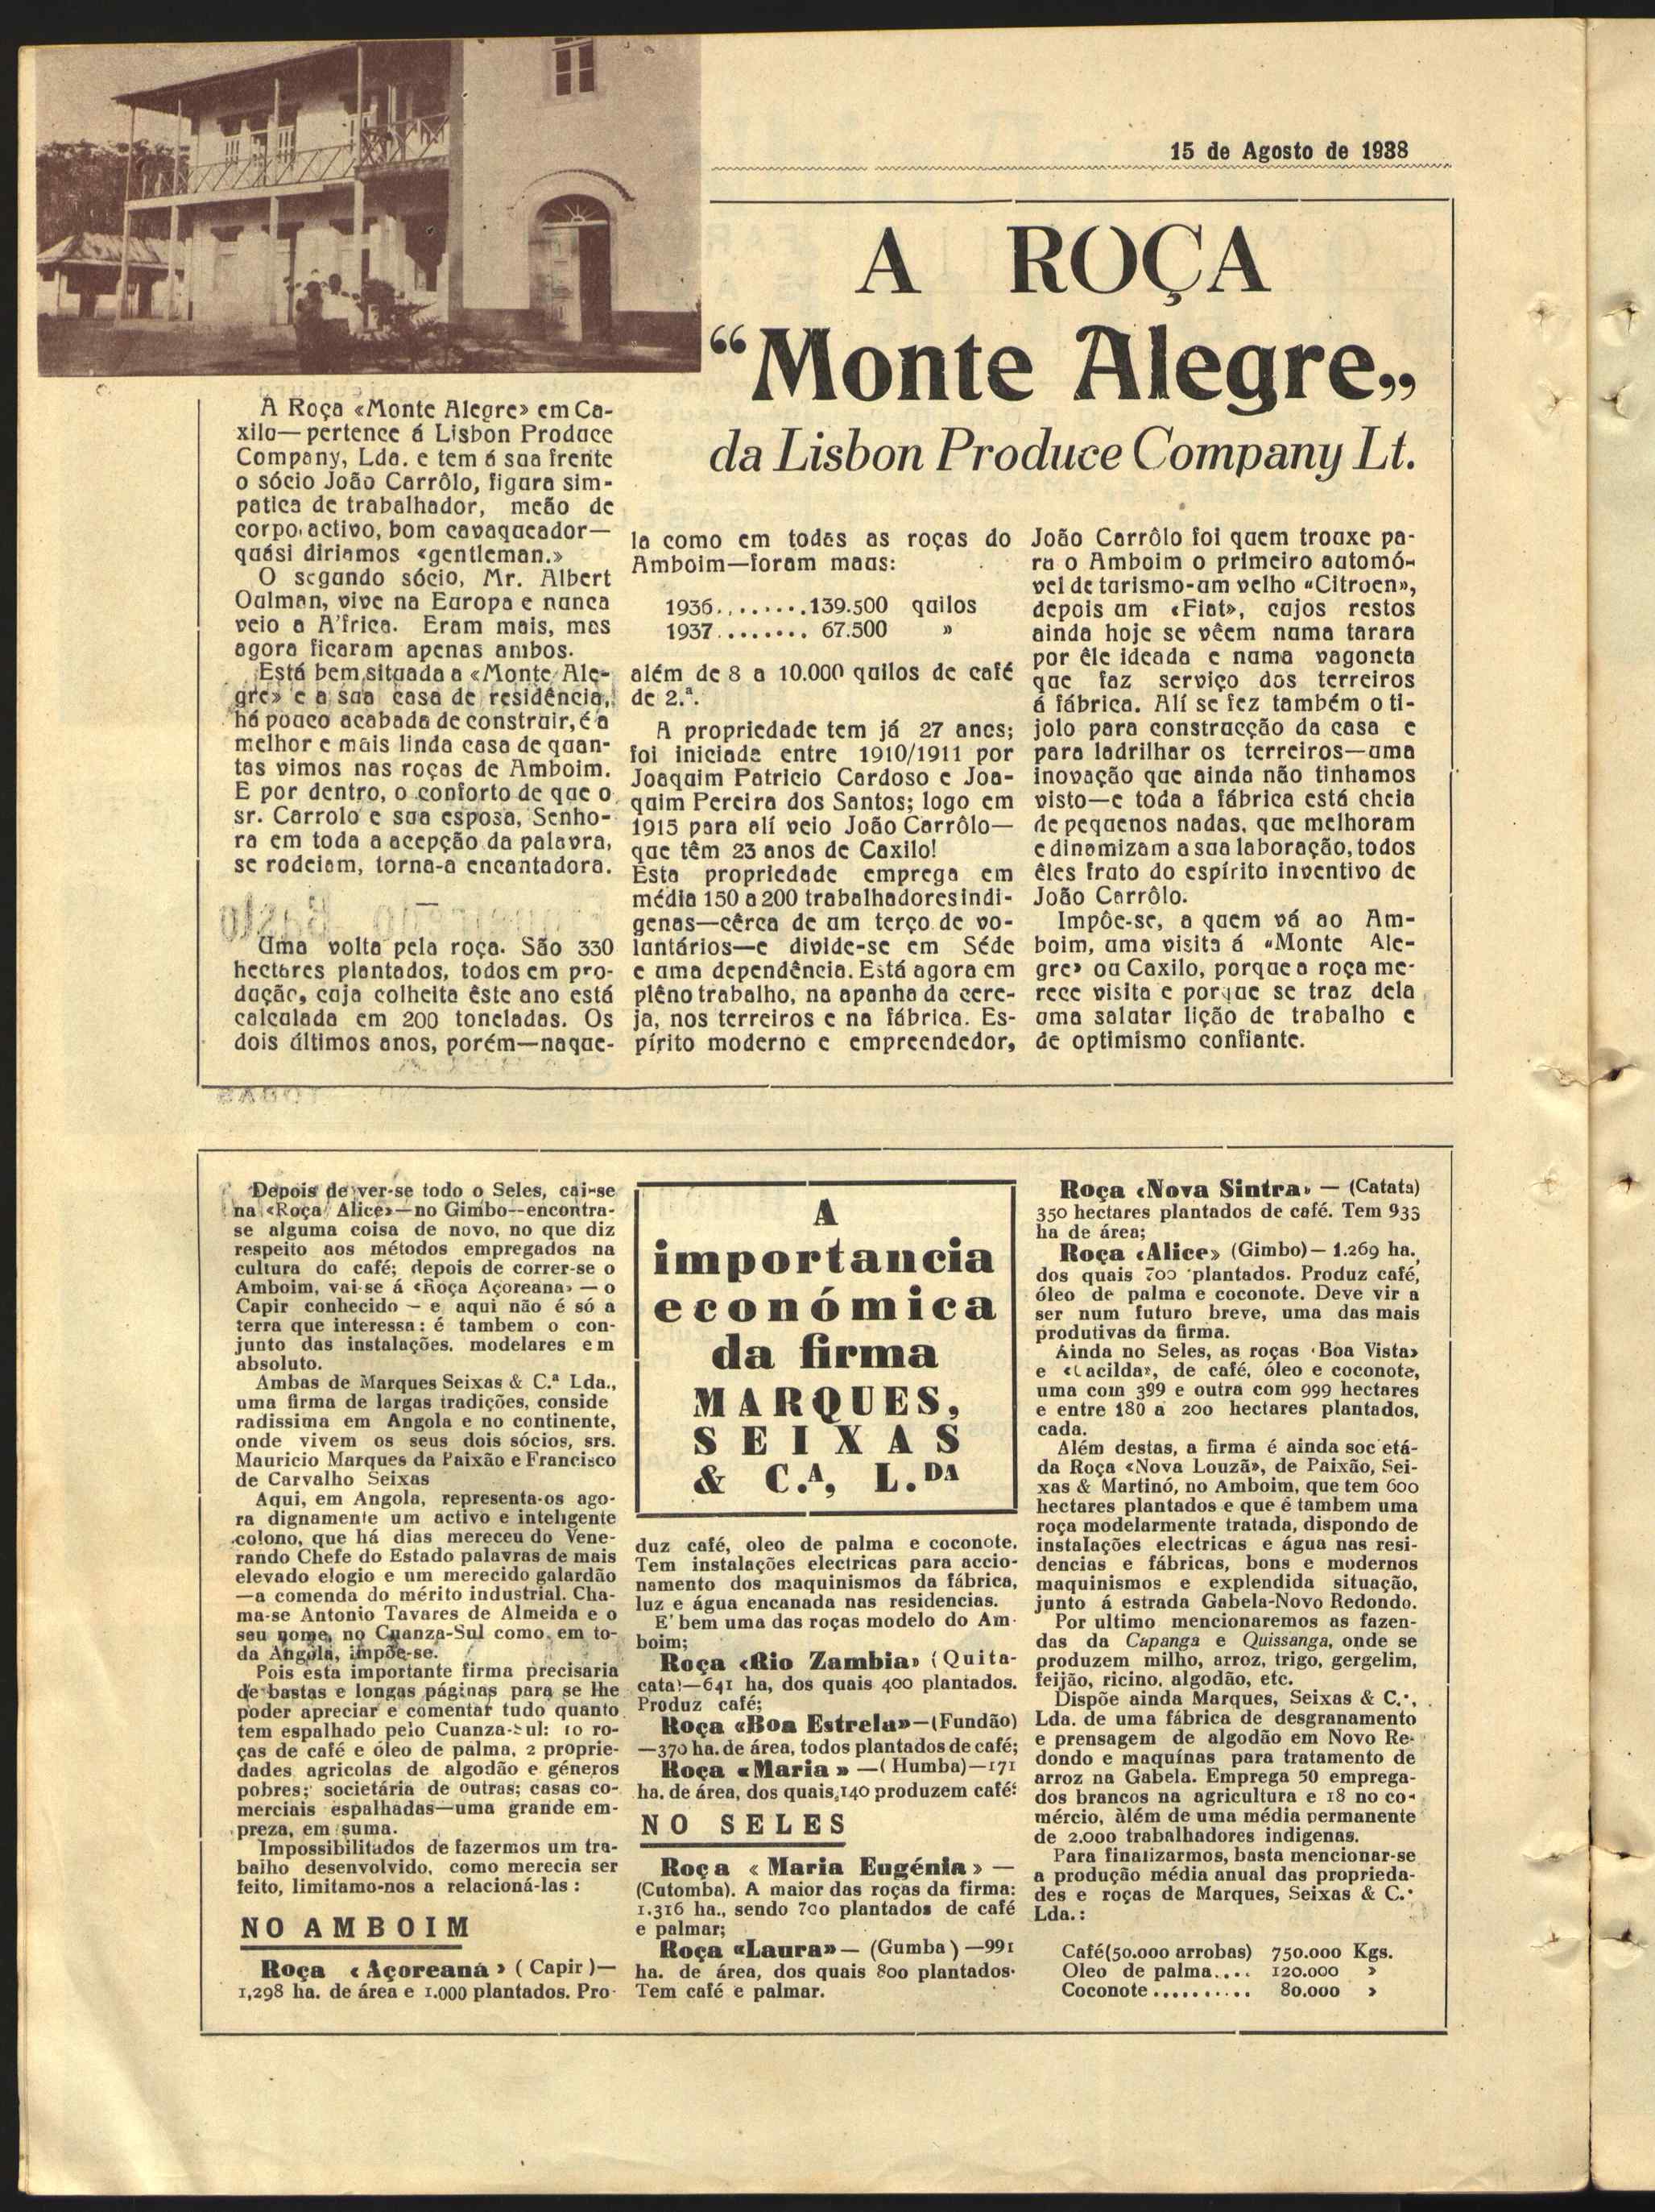 15 de Agosto de 1938
A ROÇA
“Monte Alegre„
da Lisbon Produce Company Lt.
A Roça «Monte Alegre» em Ca-
xilo—pertence á Lisbon Produce
Company, Lda. e tem á sua frente
o sócio João Carrôlo, figura sim-
patica de trabalhador, meão de
corpo, activo, bom cavaqueador—
quási diriamos «gentleman.»
O segundo sócio, Mr. Albert
Oulman, vive na Europa e nunca
veio a A'frica. Eram mais, mas
agora ficaram apenas ambos.
Está bem situada a «Monte Ale-
gre» e a sua casa de residência,
há pouco acabada de construir, é a
melhor e mais linda casa de quan-
tas vimos nas roças de Amboim.
E por dentro, o conforto de que o
sr. Carrolo e sua esposa, Senho-
ra em toda a acepção da palavra,
se rodeiam, torna-a encantadora.
Uma volta pela roça. São 330
hectares plantados, todos em pro-
dução, cuja colheita êste ano está
calculada em 200 toneladas. Os
dois últimos anos, porém—naque-
la como em todas as roças do
Amboim—foram maus:
1936........139.500 quilos
1937........ 67.500 »
além de 8 a 10.000 quilos de café
de 2.ª.
A propriedade tem já 27 anos;
foi iniciada entre 1910/1911 por
Joaquim Patricio Cardoso e Joa-
quim Pereira dos Santos; logo em
1915 para alí veio João Carrôlo—
que têm 23 anos de Caxilo!
Esta propriedade emprega em
média 150 a 200 trabalhadores indi-
genas—cêrca de um terço de vo-
luntários—e divide-se em Séde
e uma dependência. Está agora em
plêno trabalho, na apanha da cere-
ja, nos terreiros e na fábrica. Es-
pírito moderno e empreendedor,
João Carrôlo foi quem trouxe pa-
ra o Amboim o primeiro automó-
vel de turismo-um velho «Citroen»,
depois um «Fiat», cujos restos
ainda hoje se vêem numa tarara
por êle ideada e numa vagoneta
que faz serviço dos terreiros
á fábrica. Alí se fez também o ti-
jolo para construcção da casa e
para ladrilhar os terreiros—uma
inovação que ainda não tinhamos
visto—e toda a fábrica está cheia
de pequenos nadas, que melhoram
e dinamizam a sua laboração, todos
êles fruto do espírito inventivo de
João Carrôlo.
Impõe-se, a quem vá ao Am-
boim, uma visita á «Monte Ale-
gre» ou Caxilo, porque a roça me-
rece visita e porque se traz dela
uma salutar lição de trabalho e
de optimismo confiante.
Depois de ver-se todo o Seles, cai-se
na «Roça Alice»—no Gimbo--encontra-
se alguma coisa de novo, no que diz
respeito aos métodos empregados na
cultura do café; depois de correr-se o
Amboim, vai-se á «Roça Açoreana» — o
Capir conhecido — e aqui não é só a
terra que interessa: é tambem o con-
junto das instalações. modelares em
absoluto.
Ambas de Marques Seixas & C.ª Lda.,
uma firma de largas tradições, conside
radissima em Angola e no continente,
onde vivem os seus dois sócios, srs.
Mauricio Marques da Paixão e Francisco
de Carvalho Seixas
Aqui, em Angola, representa-os ago-
ra dignamente um activo e inteligente
colono, que há dias mereceu do Vene-
rando Chefe do Estado palavras de mais
elevado elogio e um merecido galardão
—a comenda do mérito industrial. Cha-
ma-se Antonio Tavares de Almeida e o
seu nome, no Cuanza-Sul como em to-
da Angola, impõe-se.
Pois esta importante firma precisaria
de bastas e longas páginas para se lhe
poder apreciar e comentar tudo quanto
tem espalhado pelo Cuanza-Sul: 10 ro-
ças de café e óleo de palma, 2 proprie-
dades agricolas de algodão e géneros
pobres; societária de outras; casas co-
merciais espalhadas—uma grande em-
preza, em suma.
Impossibilitados de fazermos um tra-
balho desenvolvido, como merecia ser
feito, limitamo-nos a relacioná-las :
NO AMBOIM
Roça «Açoreana» (Capir)—
1,298 ha. de área e 1.000 plantados. Pro-
A
importancia
económica
da firma
MARQUES,
SEIXAS
& C.A, L.DA
duz café, oleo de palma e coconote.
Tem instalações electricas para accio-
namento dos maquinismos da fábrica,
luz e água encanada nas residencias.
E' bem uma das roças modelo do Am-
boim;
Roça «Rio Zambia» (Quita-
cata)—641 ha, dos quais 400 plantados.
Produz café;
Roça «Boa Estrela»—(Fundão)
—370 ha. de área, todos plantados de café;
Roça «Maria» —(Humba)—171
ha. de área, dos quais 140 produzem café:
NO SELES
Roça «Maria Eugénia» —
(Cutomba). A maior das roças da firma:
1.316 ha., sendo 700 plantados de café
e palmar;
Roça «Laura» — (Gumba) —991
ha. de área, dos quais 800 plantados.
Tem café e palmar.
Roça «Nova Sintra» — (Catata)
350 hectares plantados de café. Tem 933
ha de área;
Roça «Alice» (Gimbo)— 1.269 ha.,
dos quais 700 plantados. Produz café,
óleo de palma e coconote. Deve vir a
ser num futuro breve, uma das mais
produtivas da firma.
Ainda no Seles, as roças «Boa Vista»
e «Lacilda», de café, óleo e coconote,
uma com 399 e outra com 999 hectares
e entre 180 a 200 hectares plantados,
cada.
Além destas, a firma é ainda soc etá-
da Roça «Nova Louzã», de Paixão, Sei-
xas & Martinó, no Amboim, que tem 600
hectares plantados e que é tambem uma
roça modelarmente tratada, dispondo de
instalações electricas e água nas resi-
dencias e fábricas, bons e modernos
maquinismos e explendida situação,
junto á estrada Gabela-Novo Redondo.
Por ultimo mencionaremos as fazen-
das da Capanga e Quissanga, onde se
produzem milho, arroz, trigo, gergelim,
feijão, ricino, algodão, etc.
Dispõe ainda Marques, Seixas & C.ª,
Lda. de uma fábrica de desgranamento
e prensagem de algodão em Novo Re-
dondo e maquínas para tratamento de
arroz na Gabela. Emprega 50 emprega-
dos brancos na agricultura e 18 no co-
mércio, àlém de uma média permanente
de 2.000 trabalhadores indigenas.
Para finalizarmos, basta mencionar-se
a produção média anual das proprieda-
des e roças de Marques, Seixas & C.ª
Lda.:
Café(50.000 arrobas) 750.000 Kgs.
Oleo de palma.... 120.000 »
Coconote.......... 80.000 »